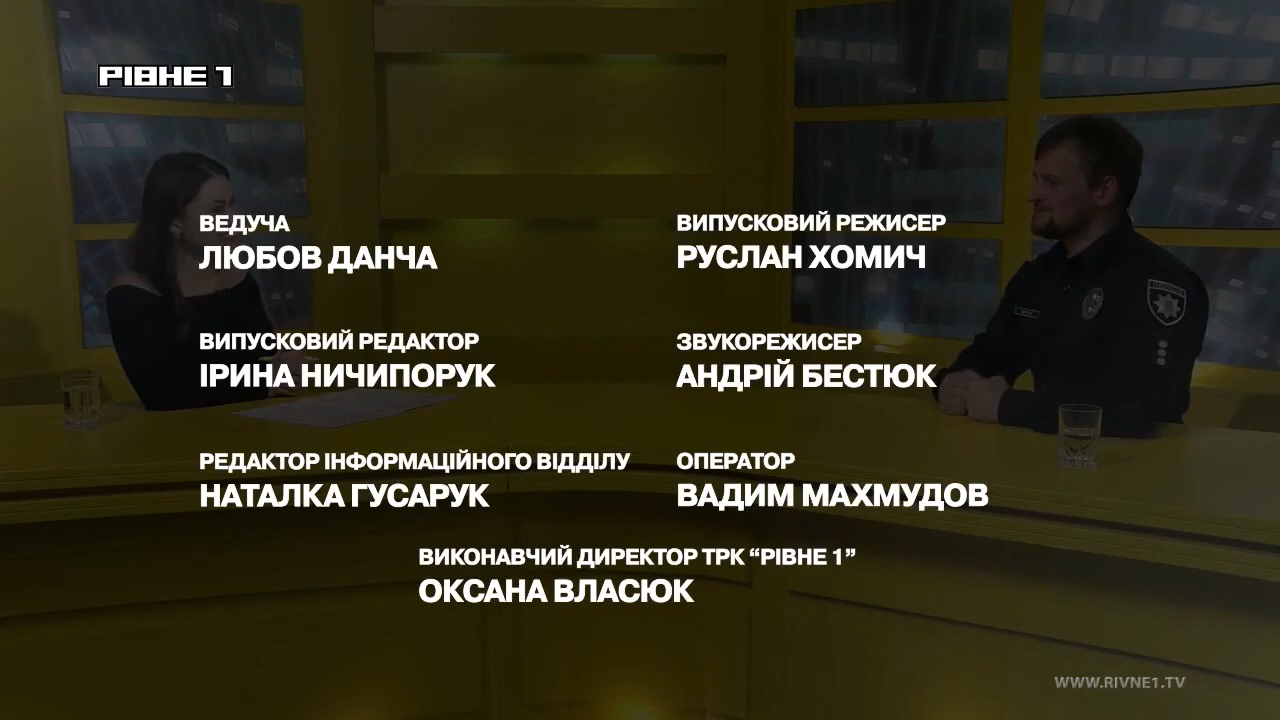 РІВНЕ 1
ВЕДУЧА
ЛЮБОВ ДАНЧА
ВИПУСКОВИЙ РЕЖИСЕР
РУСЛАН ХОМИЧ
ВИПУСКОВИЙ РЕДАКТОР
ІРИНА НИЧИПОРУК
ЗВУКОРЕЖИСЕР
АНДРІЙ БЕСТЮК
РЕДАКТОР ІНФОРМАЦІЙНОГО ВІДДІЛУ
НАТАЛКА ГУСАРУК
ОПЕРАТОР
ВАДИМ МАХМУДОВ
ВИКОНАВЧИЙ ДИРЕКТОР ТРК “РІВНЕ 1”
ОКСАНА ВЛАСЮК
WWW.RIVNE1.TV